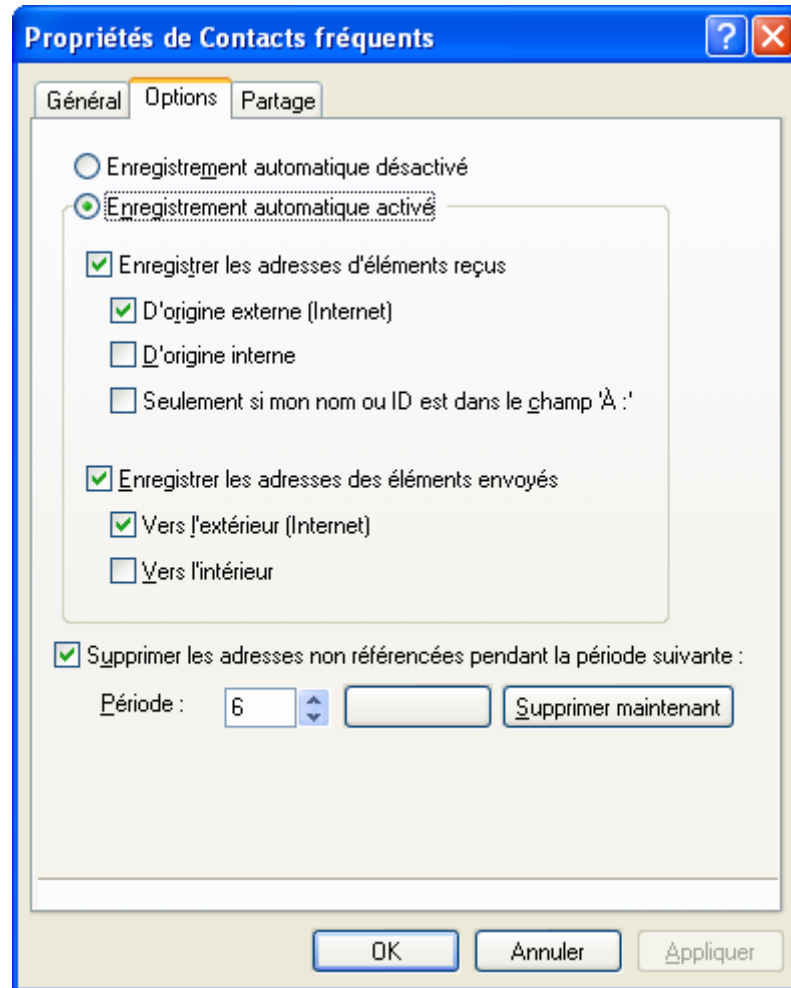 Propriétés de Contacts fréquents
Général Options Partage
Enregistrement automatique désactivé
Enregistrement automatique activé
Enregistrer les adresses d'éléments reçus
D'origine externe (Internet)
D'origine interne
Seulement si mon nom ou ID est dans le champ 'À :'
Enregistrer les adresses des éléments envoyés
Vers l'extérieur (Internet)
Vers l'intérieur
Supprimer les adresses non référencées pendant la période suivante :
Période : 6 Supprimer maintenant
OK Annuler Appliquer